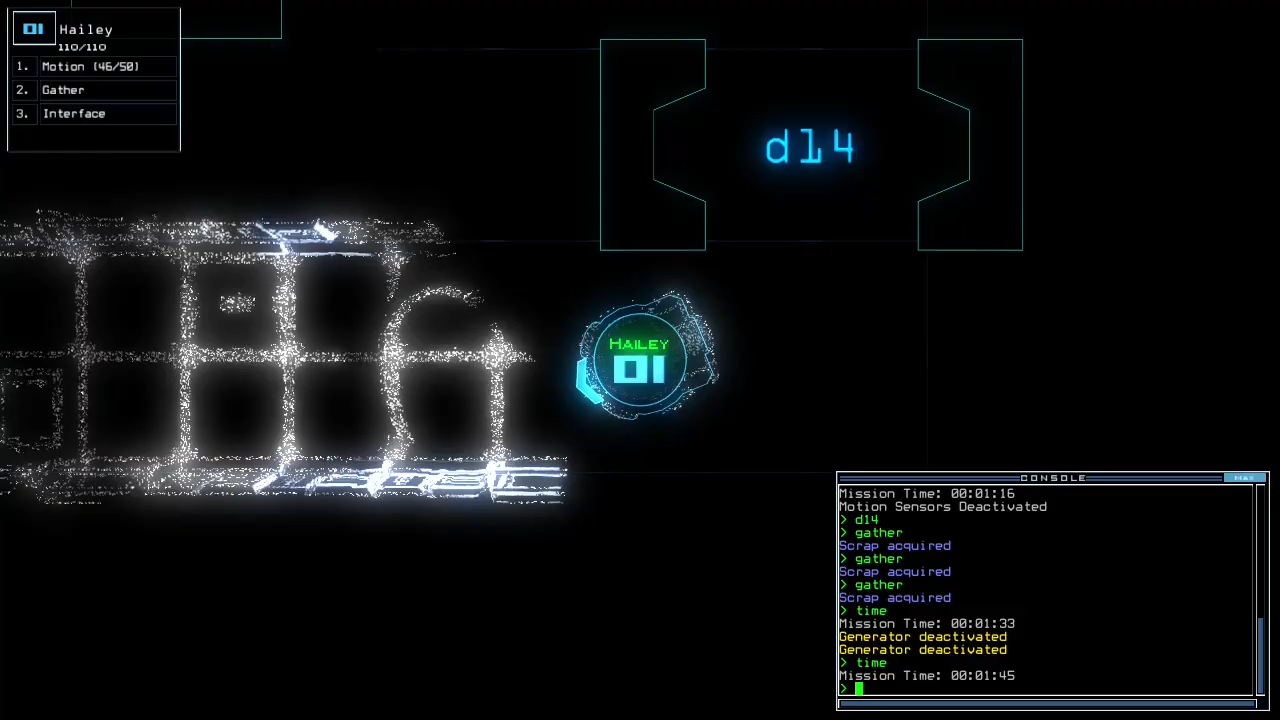 01 Hailey
110/110
1. Motion (46/50)
2. Gather
3. Interface
d14
Hailey
01
CONSOLE
MAX
Mission Time: 00:01:16
Motion Sensors Deactivated
> d14
> gather
Scrap acquired
> gather
Scrap acquired
> gather
Scrap acquired
> time
Mission Time: 00:01:33
Generator deactivated
Generator deactivated
> time
Mission Time: 00:01:45
>